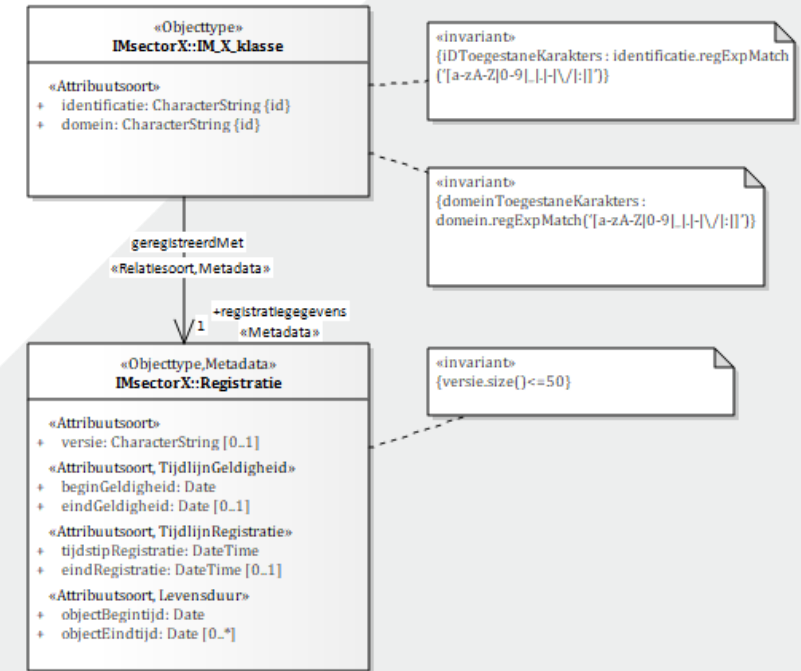 «Objecttype»
IMsectorX::IM_X_klasse
«Attribuutsoort»
+ identificatie: CharacterString {id}
+ domein: CharacterString {id}
«invariant»
{iDToegestaneKarakters : identificatie.regExpMatch
('[a-zA-Z|0-9|_|.|-|\/|:|]')}
«invariant»
{domeinToegestaneKarakters :
domein.regExpMatch('[a-zA-Z|0-9|_|.|-|\/|:|]')}
geregistreerdMet
«Relatiesoort,Metadata»
+registratiegegevens
1
«Metadata»
«Objecttype,Metadata»
IMsectorX::Registratie
«Attribuutsoort»
+ versie: CharacterString [0..1]
«Attribuutsoort, TijdlijnGeldigheid»
+ beginGeldigheid: Date
+ eindGeldigheid: Date [0..1]
«Attribuutsoort, TijdlijnRegistratie»
+ tijdstipRegistratie: DateTime
+ eindRegistratie: DateTime [0..1]
«Attribuutsoort, Levensduur»
+ objectBegintijd: Date
+ objectEindtijd: Date [0..*]
«invariant»
{versie.size()<=50}